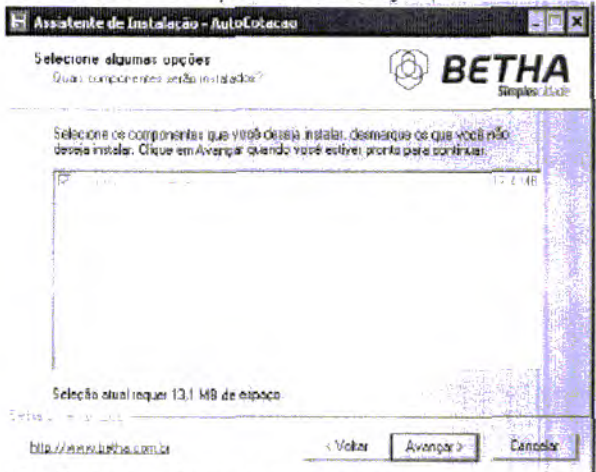 Assistente de Instalação - AutoCotacao
Selecione algumas opções
Quais componentes serão instalados?
BETHA
Simplicidade
Selecione os componentes que você deseja instalar, desmarque os que você não
deseja instalar. Clique em Avançar quando você estiver pronto para continuar.
MB
Seleção atual requer 13,1 MB de espaço.
http://www.betha.com.br
< Voltar
Avançar >
Cancelar